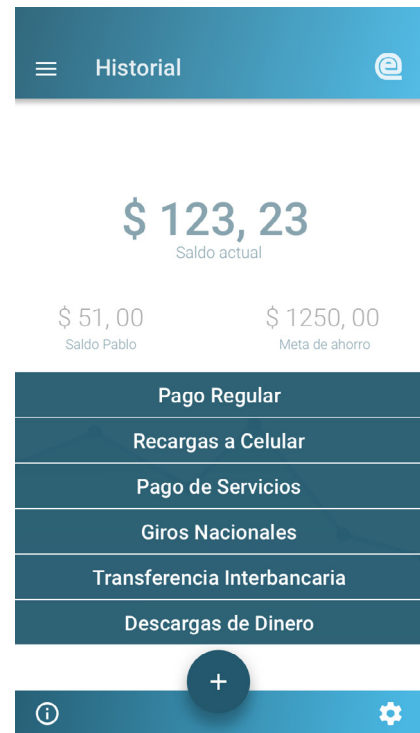 Historial
$ 123, 23
Saldo actual
$ 51, 00
Saldo Pablo
$ 1250, 00
Meta de ahorro
Pago Regular
Recargas a Celular
Pago de Servicios
Giros Nacionales
Transferencia Interbancaria
Descargas de Dinero
+